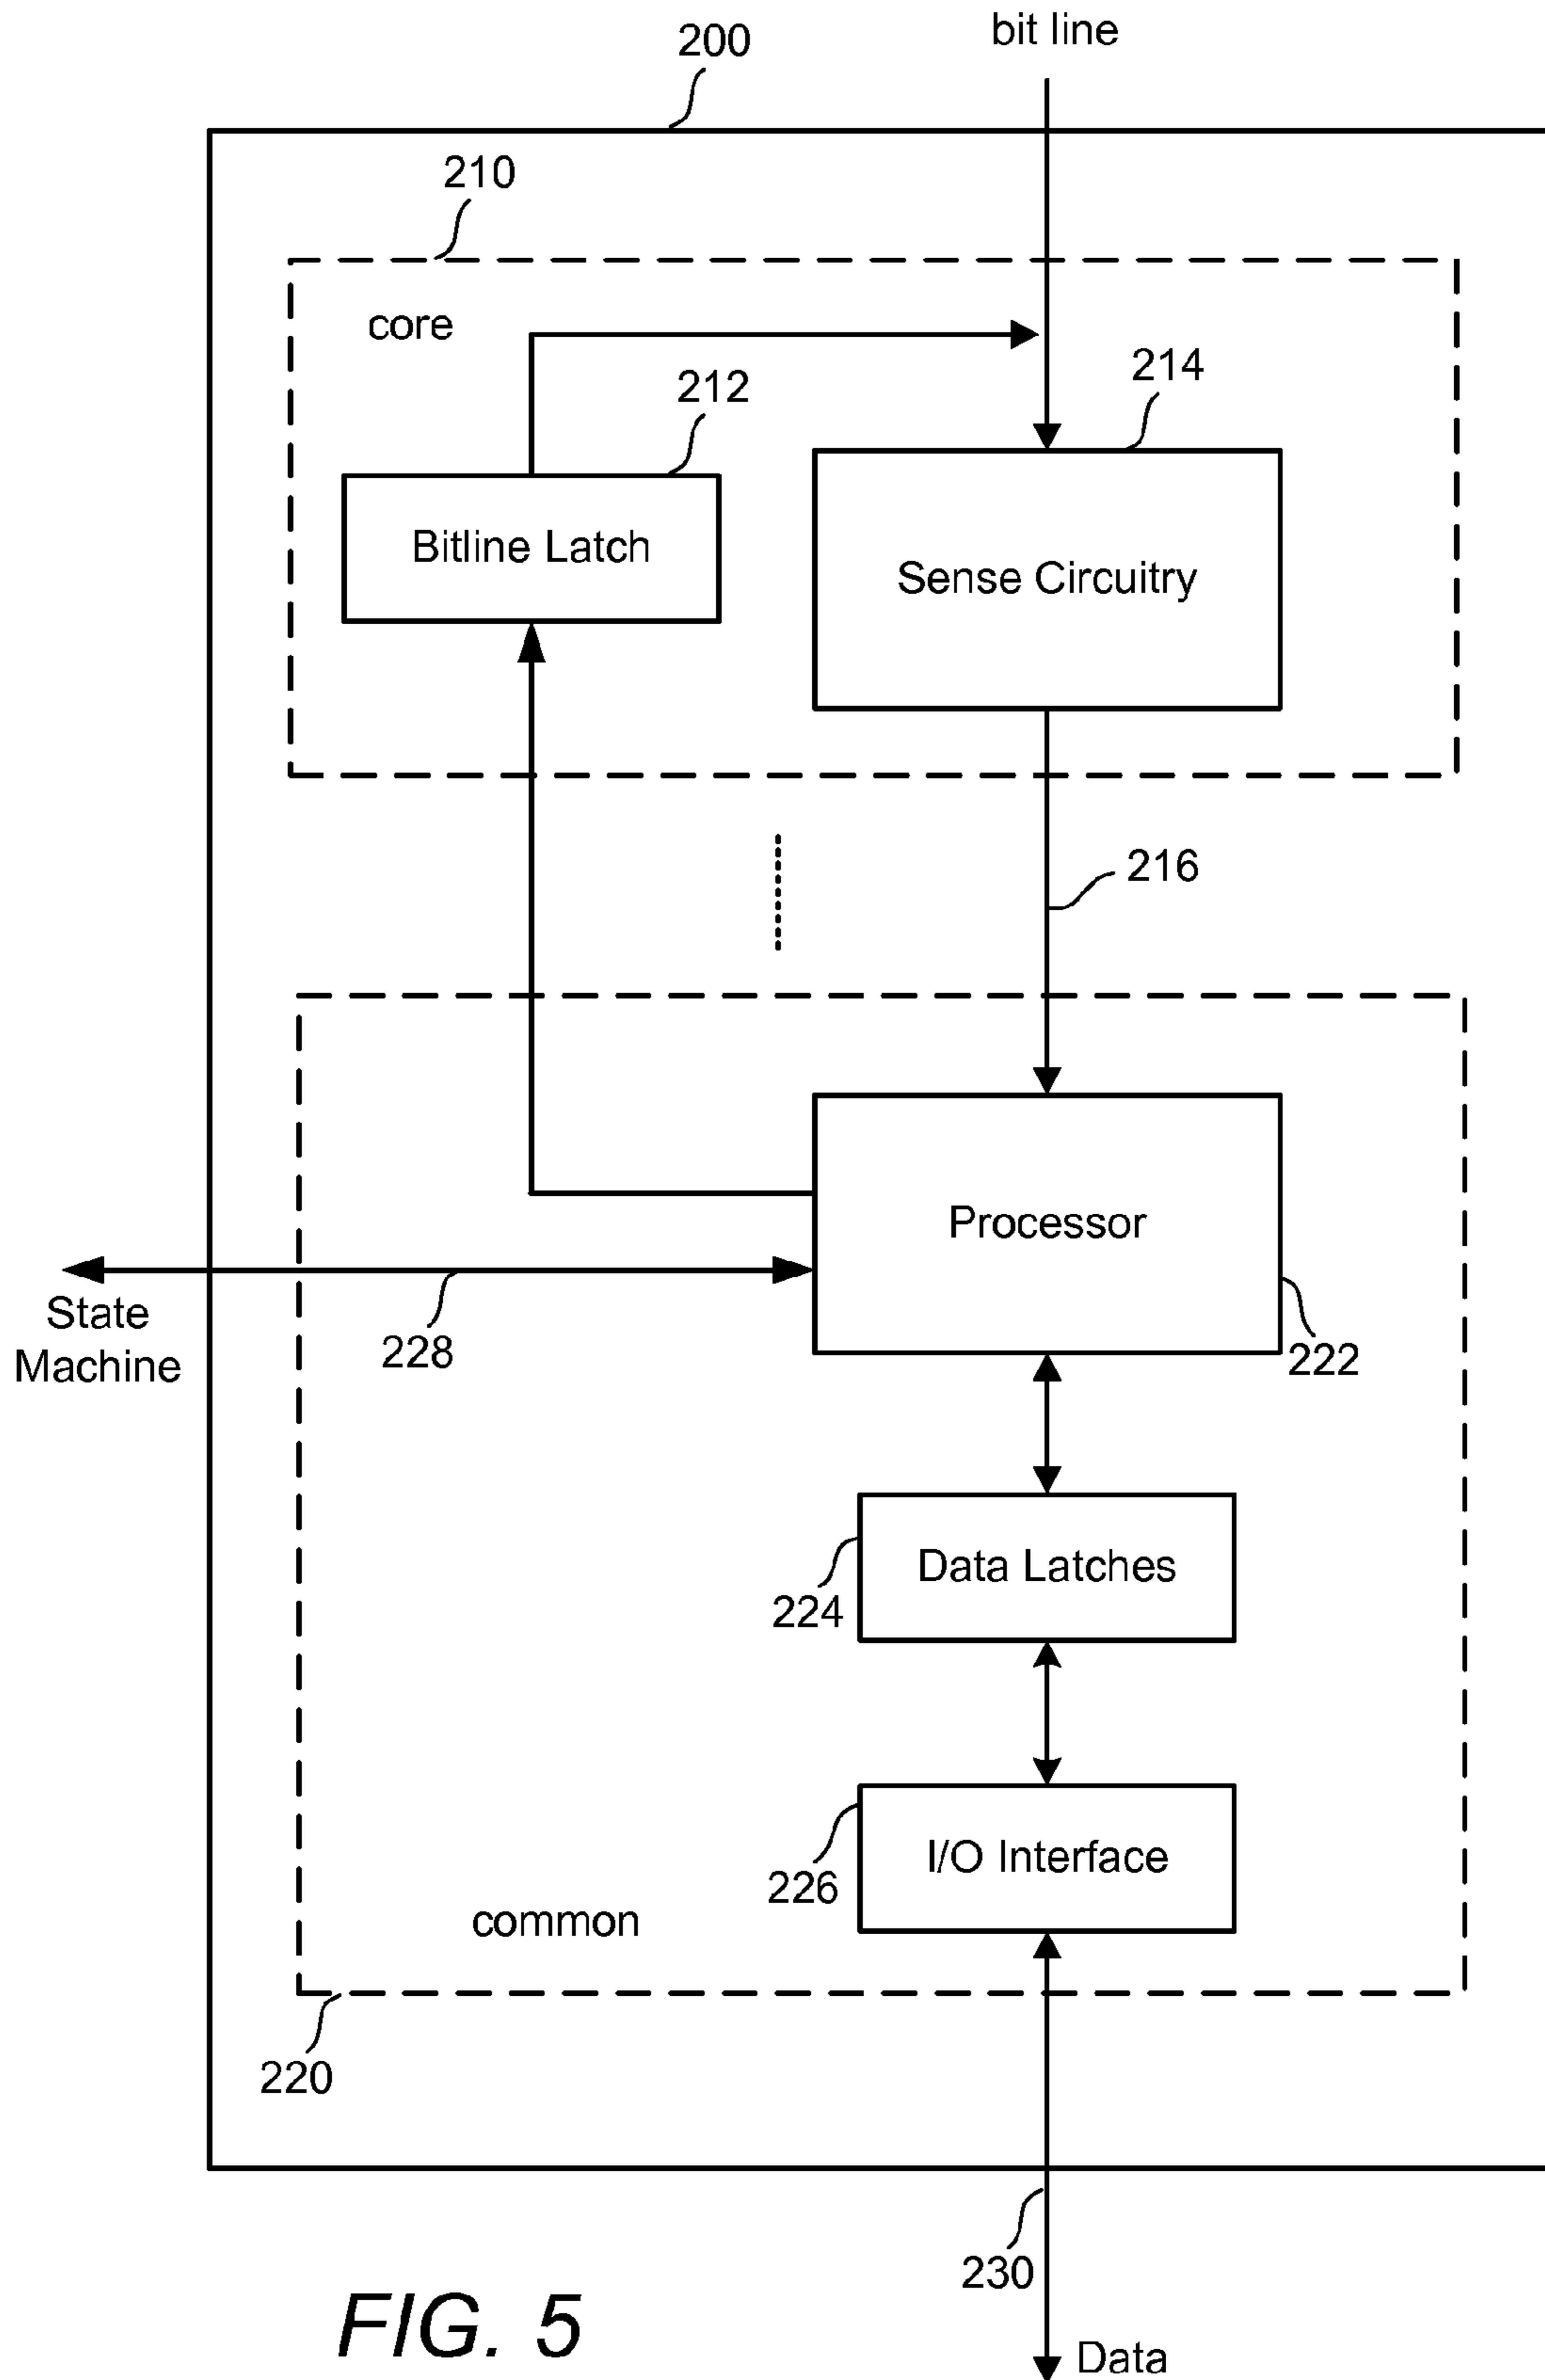 200
bit line
210
core
212
214
Bitline Latch
Sense Circuitry
216
Processor
State
Machine
228
222
Data Latches
224
I/O Interface
226
common
220
230
FIG. 5
Data